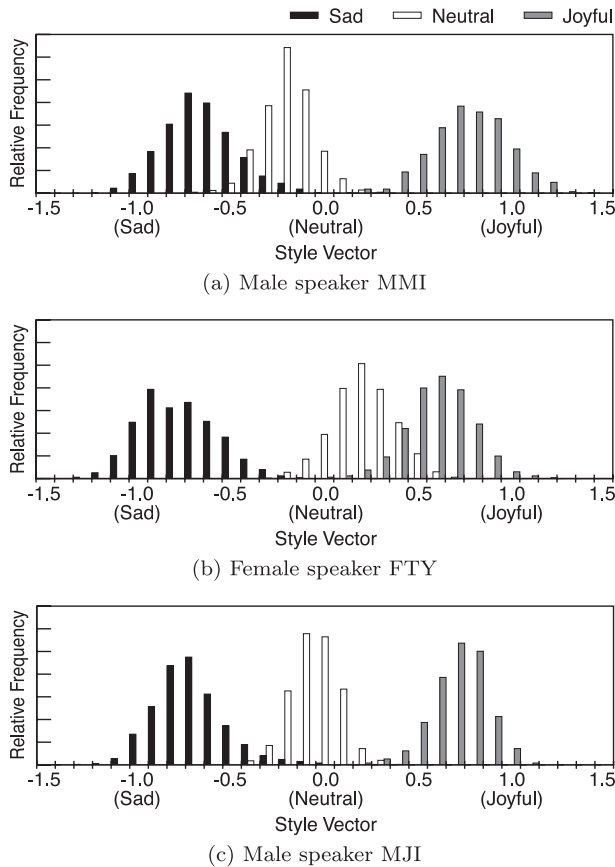 Sad Neutral Joyful
Relative Frequency
-1.5 -1.0 -0.5 0.0 0.5 1.0 1.5
(Sad) (Neutral) (Joyful)
Style Vector
(a) Male speaker MMI
Relative Frequency
-1.5 -1.0 -0.5 0.0 0.5 1.0 1.5
(Sad) (Neutral) (Joyful)
Style Vector
(b) Female speaker FTY
Relative Frequency
-1.5 -1.0 -0.5 0.0 0.5 1.0 1.5
(Sad) (Neutral) (Joyful)
Style Vector
(c) Male speaker MJI